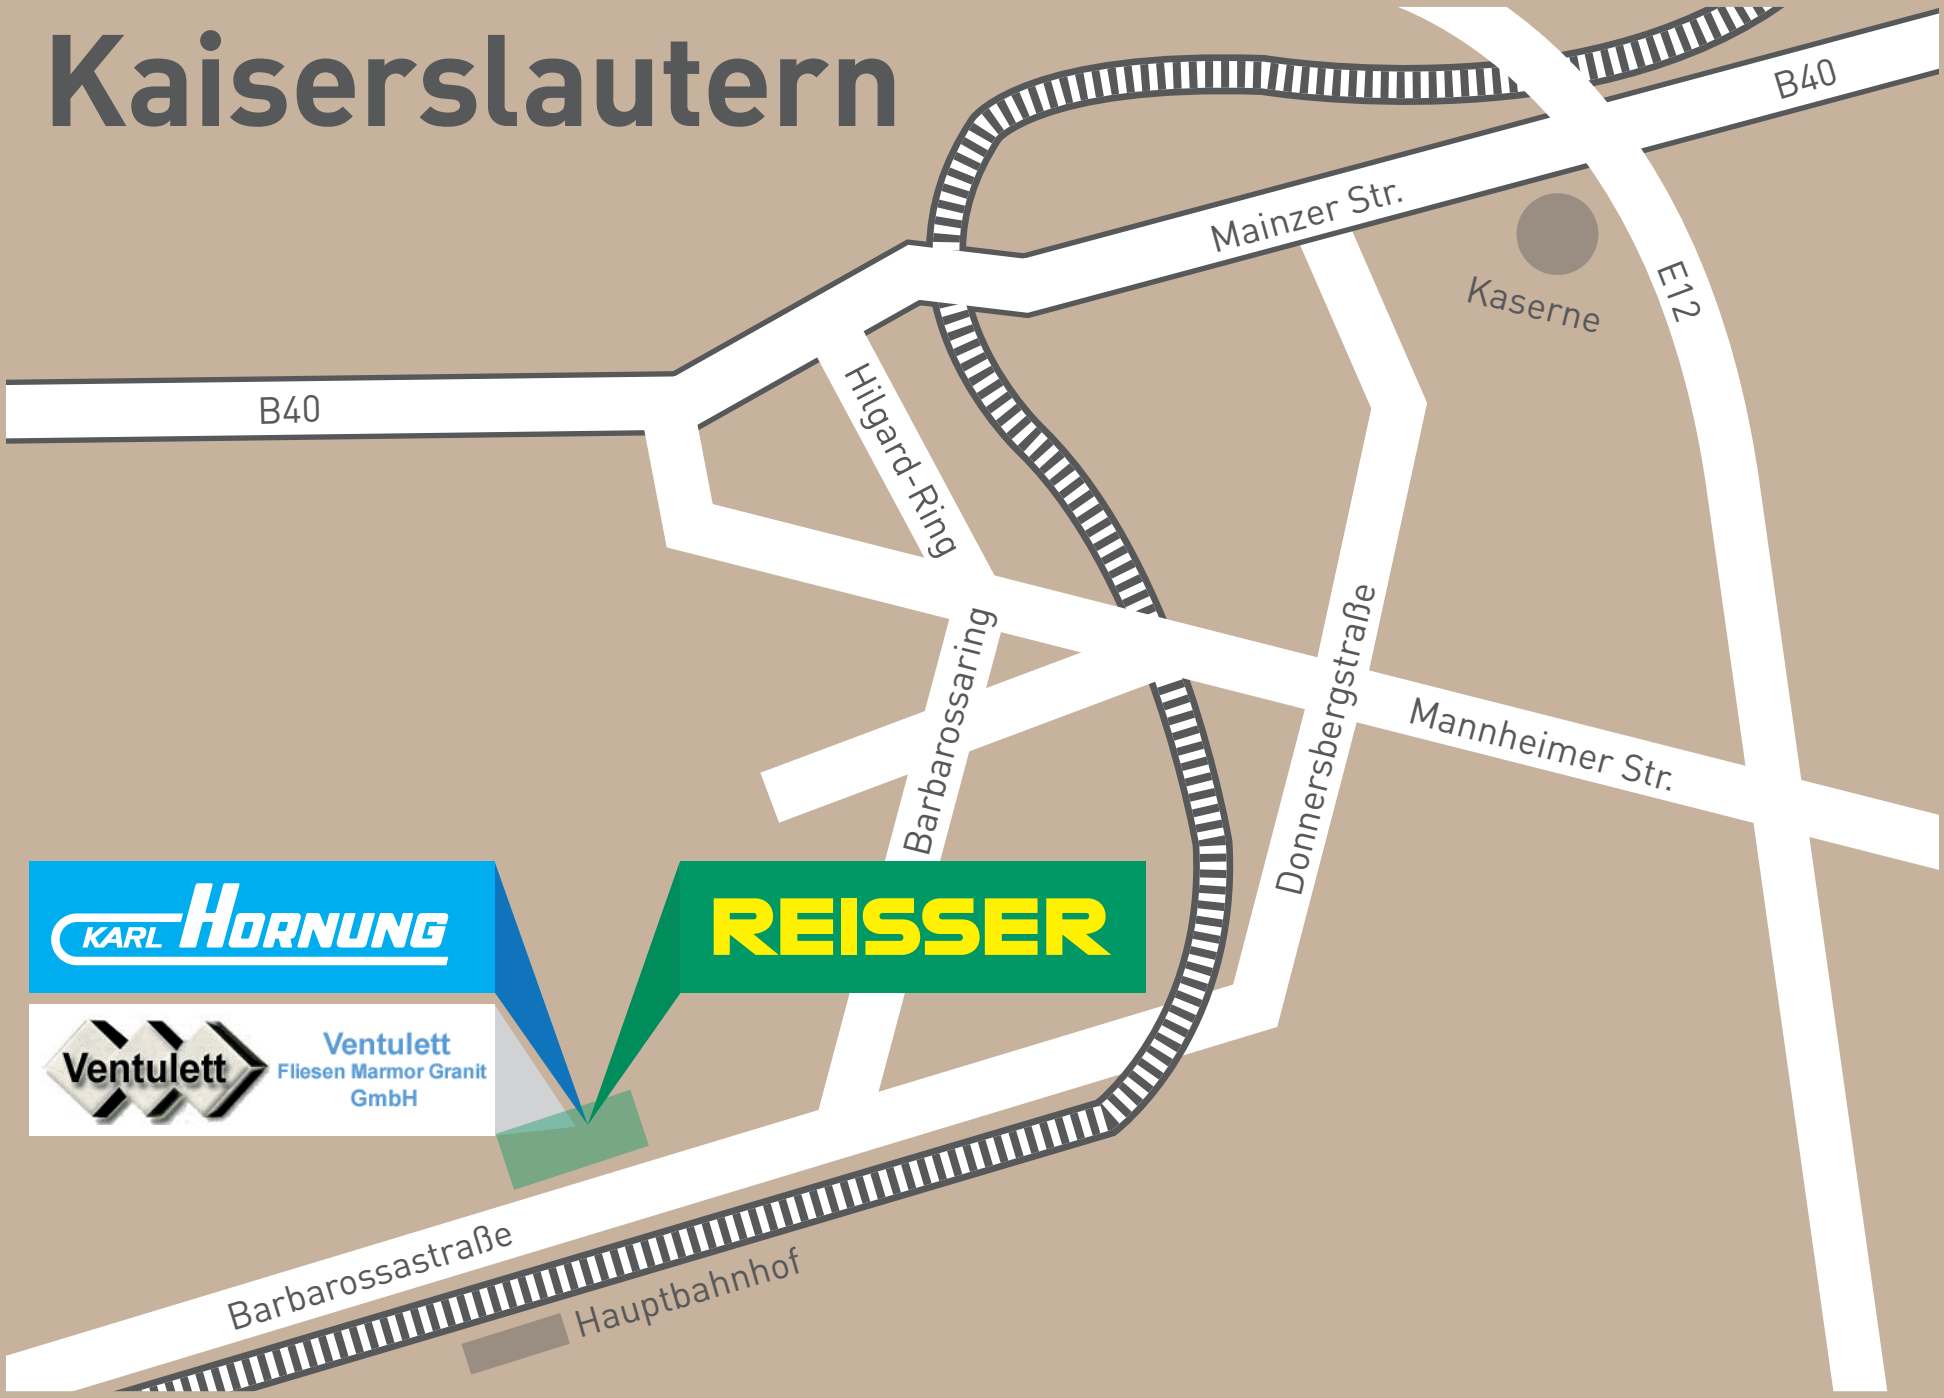 Kaiserslautern
B40
Mainzer Str.
Kaserne
E12
B40
Hilgard-Ring
Barbarossaring
Donnersbergstraße
Mannheimer Str.
KARL HORNUNG
REISSER
Ventulett
Ventulett
Fliesen Marmor Granit
GmbH
Barbarossastraße
Hauptbahnhof